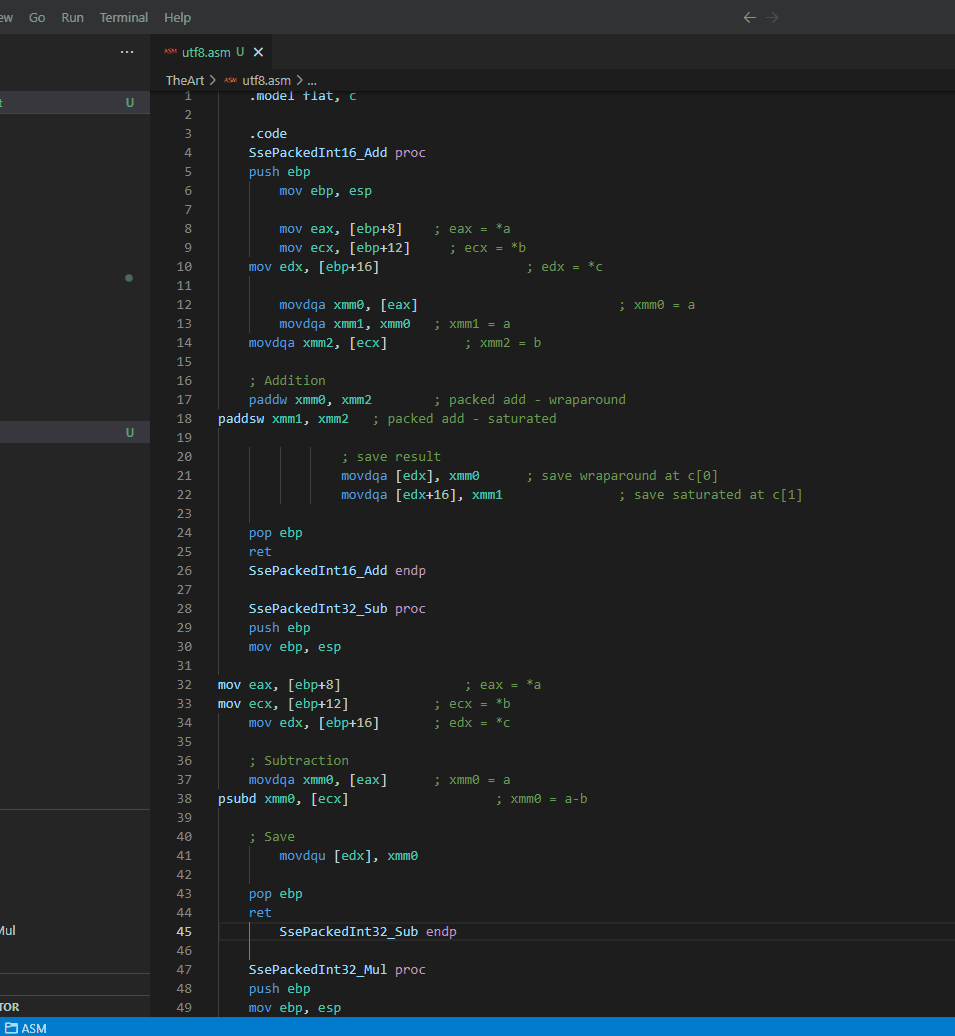 Go Run Terminal Help
utf8.asm U
TheArt > utf8.asm > ...
U
U
1 .model flat, c
2
3 .code
4 SsePackedInt16_Add proc
5 push ebp
6 mov ebp, esp
7
8 mov eax, [ebp+8] ; eax = *a
9 mov ecx, [ebp+12] ; ecx = *b
10 mov edx, [ebp+16] ; edx = *c
11
12 movdqa xmm0, [eax] ; xmm0 = a
13 movdqa xmm1, xmm0 ; xmm1 = a
14 movdqa xmm2, [ecx] ; xmm2 = b
15
16 ; Addition
17 paddw xmm0, xmm2 ; packed add - wraparound
18 paddsw xmm1, xmm2 ; packed add - saturated
19
20 ; save result
21 movdqa [edx], xmm0 ; save wraparound at c[0]
22 movdqa [edx+16], xmm1 ; save saturated at c[1]
23
24 pop ebp
25 ret
26 SsePackedInt16_Add endp
27
28 SsePackedInt32_Sub proc
29 push ebp
30 mov ebp, esp
31
32 mov eax, [ebp+8] ; eax = *a
33 mov ecx, [ebp+12] ; ecx = *b
34 mov edx, [ebp+16] ; edx = *c
35
36 ; Subtraction
37 movdqa xmm0, [eax] ; xmm0 = a
38 psubd xmm0, [ecx] ; xmm0 = a-b
39
40 ; Save
41 movdqu [edx], xmm0
42
43 pop ebp
44 ret
45 SsePackedInt32_Sub endp
46
47 SsePackedInt32_Mul proc
48 push ebp
49 mov ebp, esp
Mul
TOR
ASM